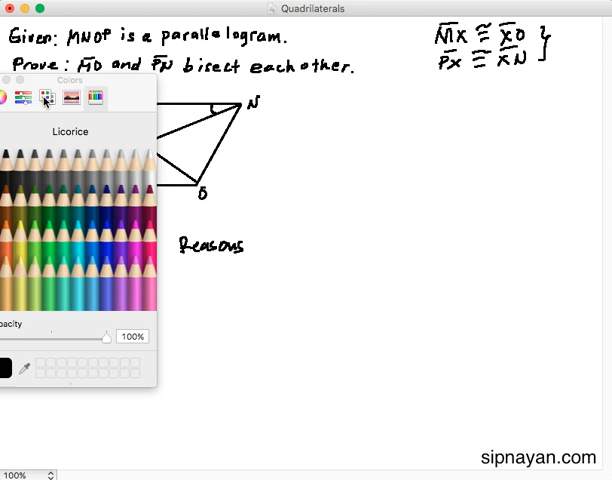 Quadrilaterals
Given: MNOP is a parallelogram.
Prove: MO and PN bisect each other.
MX ≅ XO
PX ≅ XN
Colors
Licorice
N
O
Reasons
pacity
100%
sipnayan.com
100%